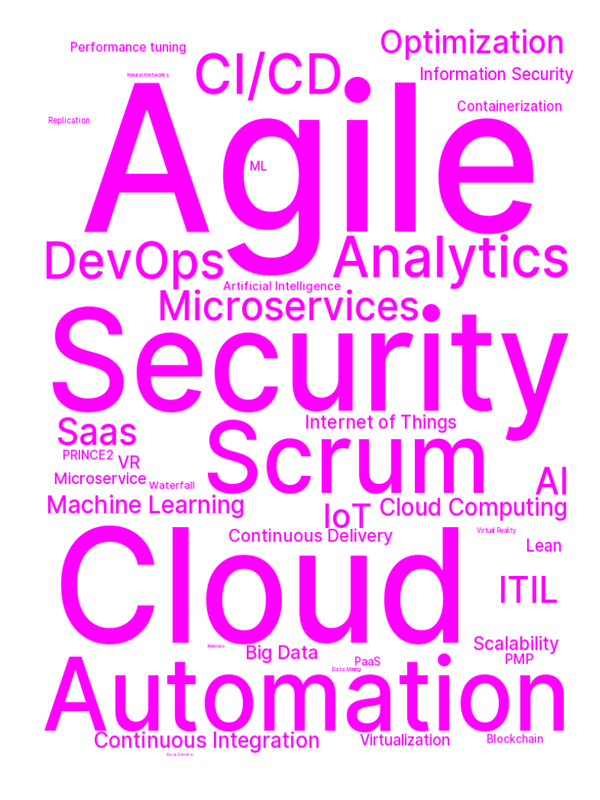 Optimization
Performance tuning
CI/CD
Information Security
Neural Networks
Agile
Containerization
Replication
ML
DevOps
Analytics
Artificial Intelligence
Microservices
Security
Saas
Internet of Things
Scrum
PRINCE2
VR
Microservice
Waterfall
AI
Machine Learning
IoT
Cloud Computing
Continuous Delivery
Virtual Reality
Cloud
Lean
ITIL
Scalability
Robotics
Big Data
PaaS
PMP
Data Mining
Automation
Continuous Integration
Virtualization
Blockchain